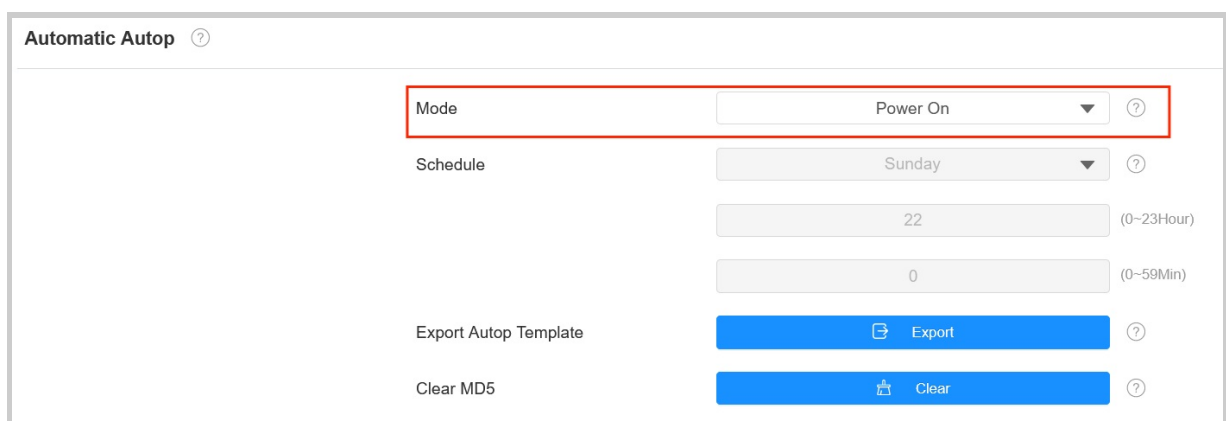 Automatic Autop ?
Mode Power On ?
Schedule Sunday ?
22 (0~23Hour)
0 (0~59Min)
Export Autop Template Export ?
Clear MD5 Clear ?